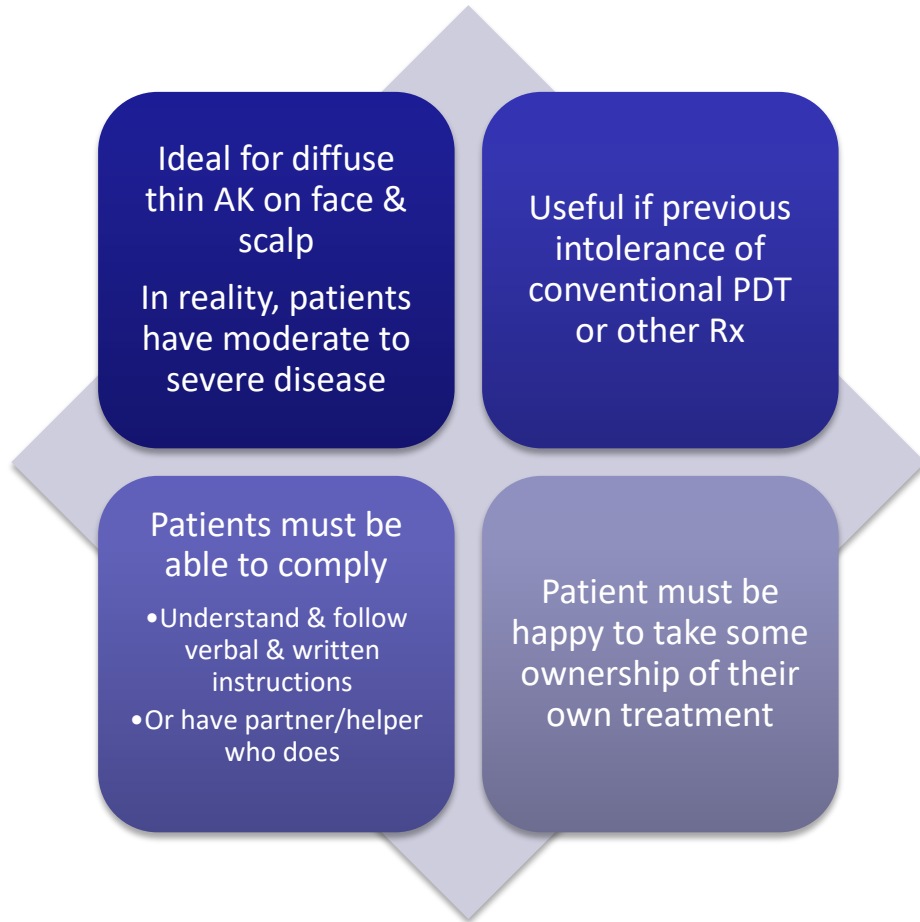 Ideal for diffuse
thin AK on face &
scalp
In reality, patients
have moderate to
severe disease
Useful if previous
intolerance of
conventional PDT
or other Rx
Patients must be
able to comply
•Understand & follow
verbal & written
instructions
•Or have partner/helper
who does
Patient must be
happy to take some
ownership of their
own treatment